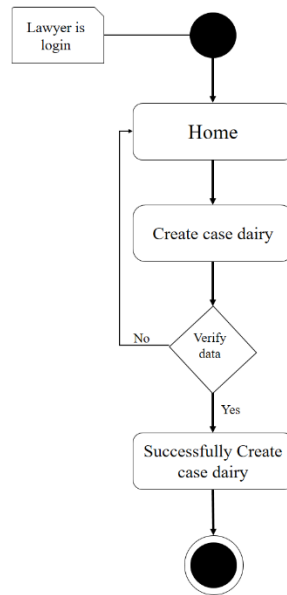 Lawyer is
login
Home
Create case dairy
Verify
data
No
Yes
Successfully Create
case dairy